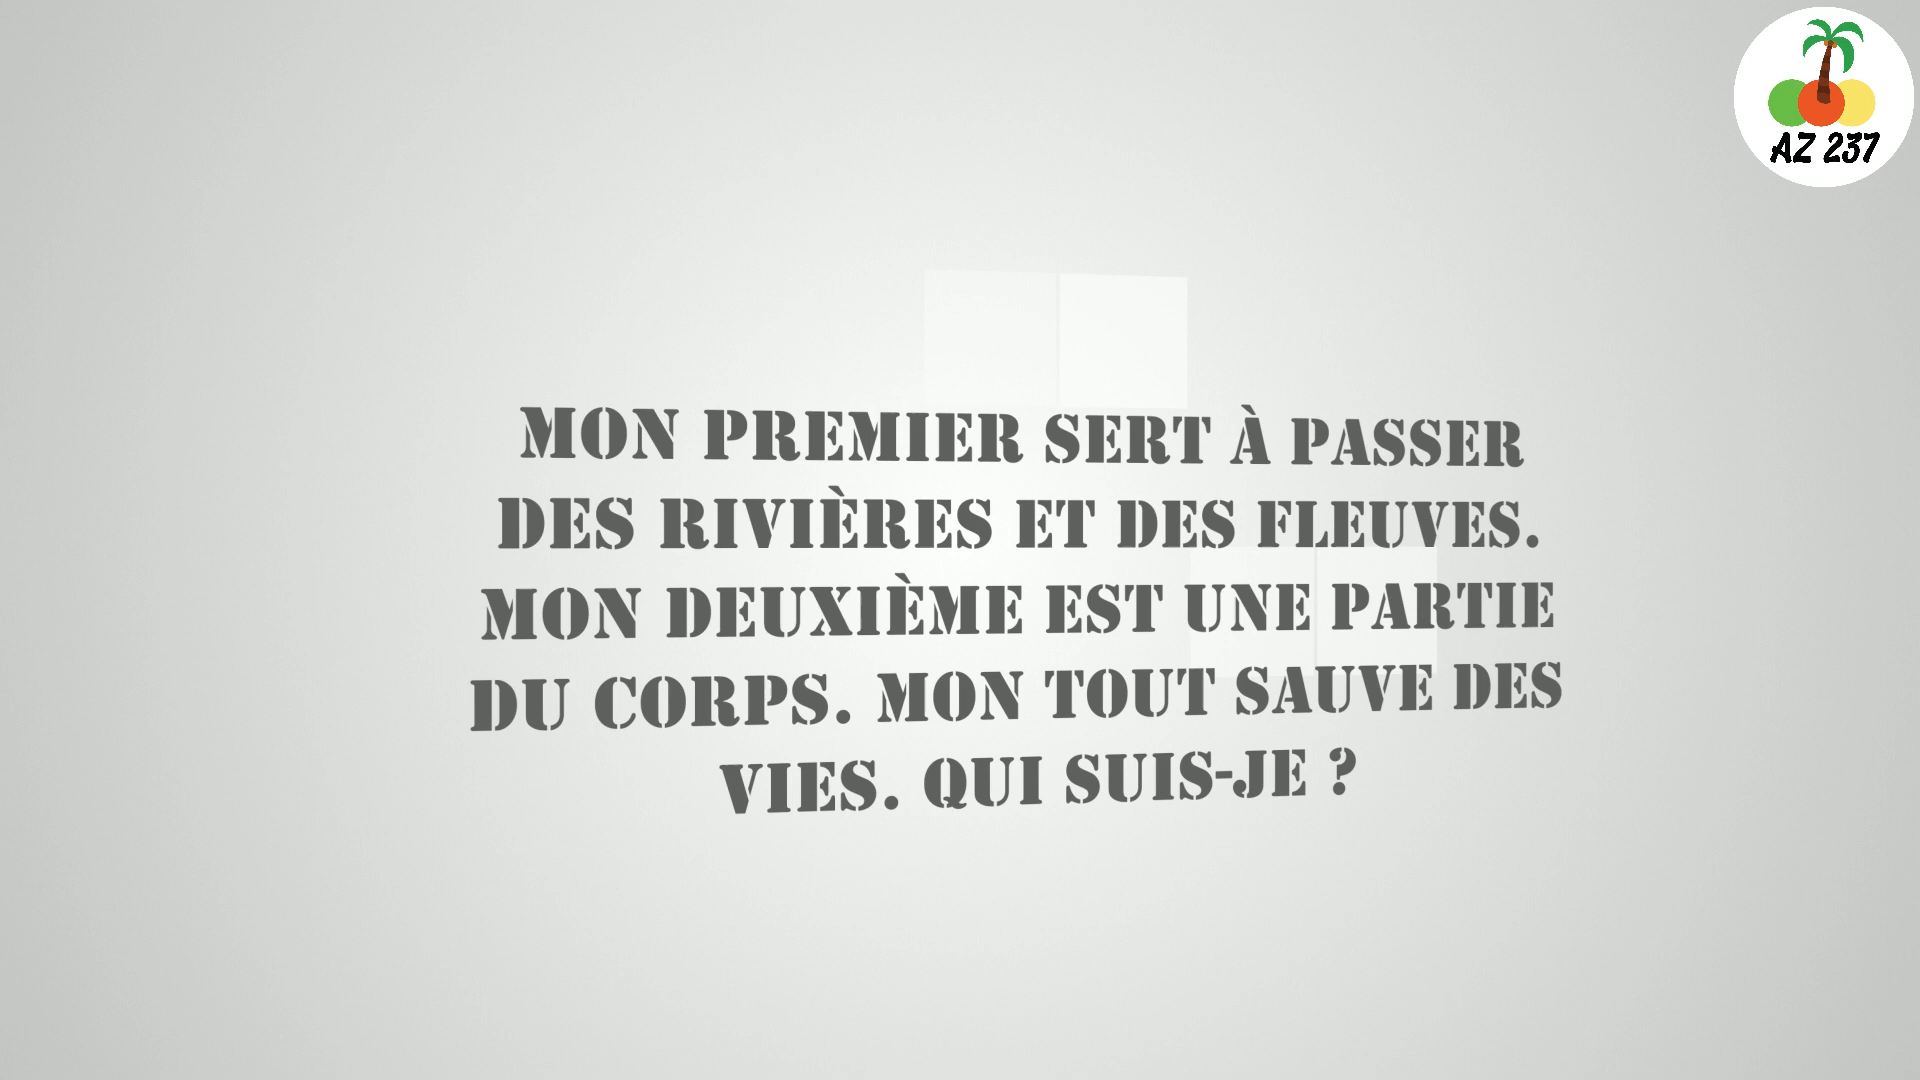 AZ 237
MON PREMIER SERT À PASSER
DES RIVIÈRES ET DES FLEUVES.
MON DEUXIÈME EST UNE PARTIE
DU CORPS. MON TOUT SAUVE DES
VIES. QUI SUIS-JE ?